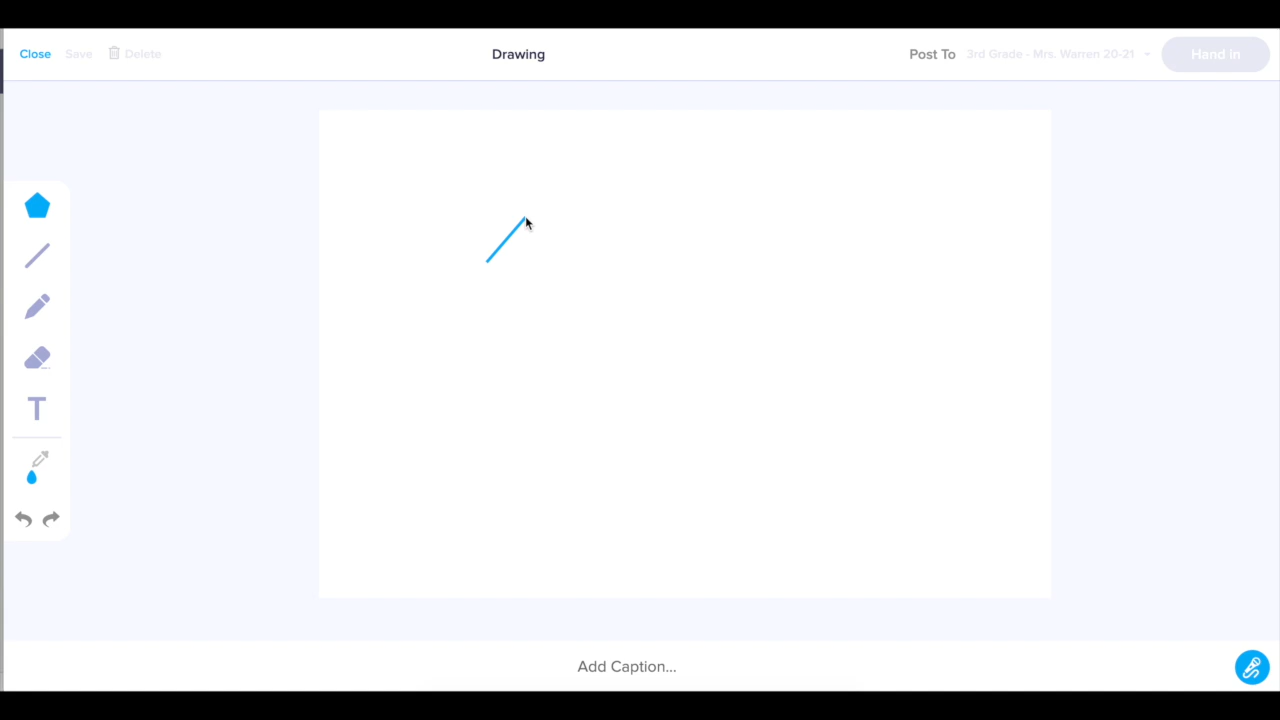 Close Save Delete Drawing Post To 3rd Grade - Mrs. Warren 20-21 Hand in
T
Add Caption...